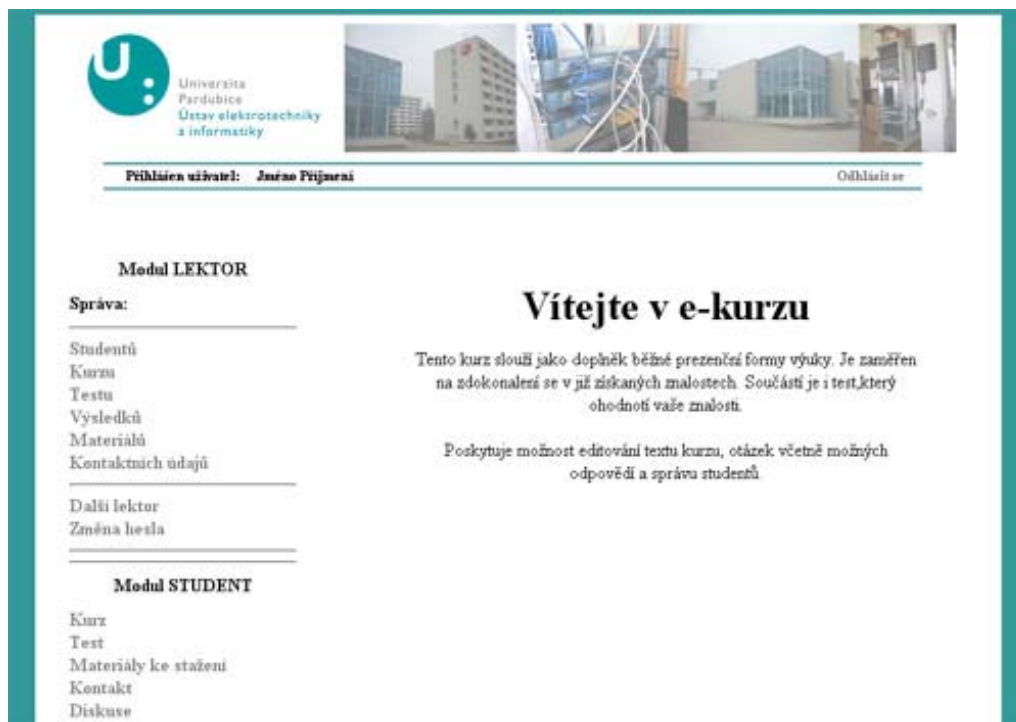 Univerzita
Pardubice
Ústav elektrotechniky
a informatiky
Přihlášen uživatel: Jméno Příjmení
Odhlásit se
Modul LEKTOR
Správa:
Studentů
Kurzu
Testu
Výsledků
Materiálů
Kontaktních údajů
Další lektor
Změna hesla
Modul STUDENT
Kurz
Test
Materiály ke stažení
Kontakt
Diskuse
Vítejte v e-kurzu
Tento kurz slouží jako doplněk běžné prezenční formy výuky. Je zaměřen
na zdokonalení se v již získaných znalostech. Součástí je i test,který
ohodnotí vaše znalosti.
Poskytuje možnost editování textu kurzu, otázek včetně možných
odpovědí a správu studentů.